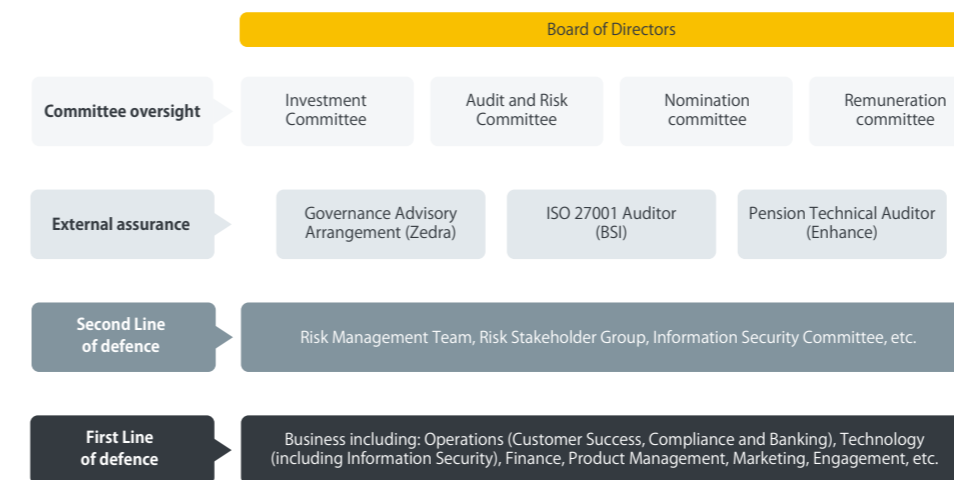 Board of Directors
Committee oversight
Investment
Committee
Audit and Risk
Committee
Nomination
committee
Remuneration
committee
External assurance
Governance Advisory
Arrangement (Zedra)
ISO 27001 Auditor
(BSI)
Pension Technical Auditor
(Enhance)
Second Line
of defence
Risk Management Team, Risk Stakeholder Group, Information Security Committee, etc.
First Line
of defence
Business including: Operations (Customer Success, Compliance and Banking), Technology
(including Information Security), Finance, Product Management, Marketing, Engagement, etc.